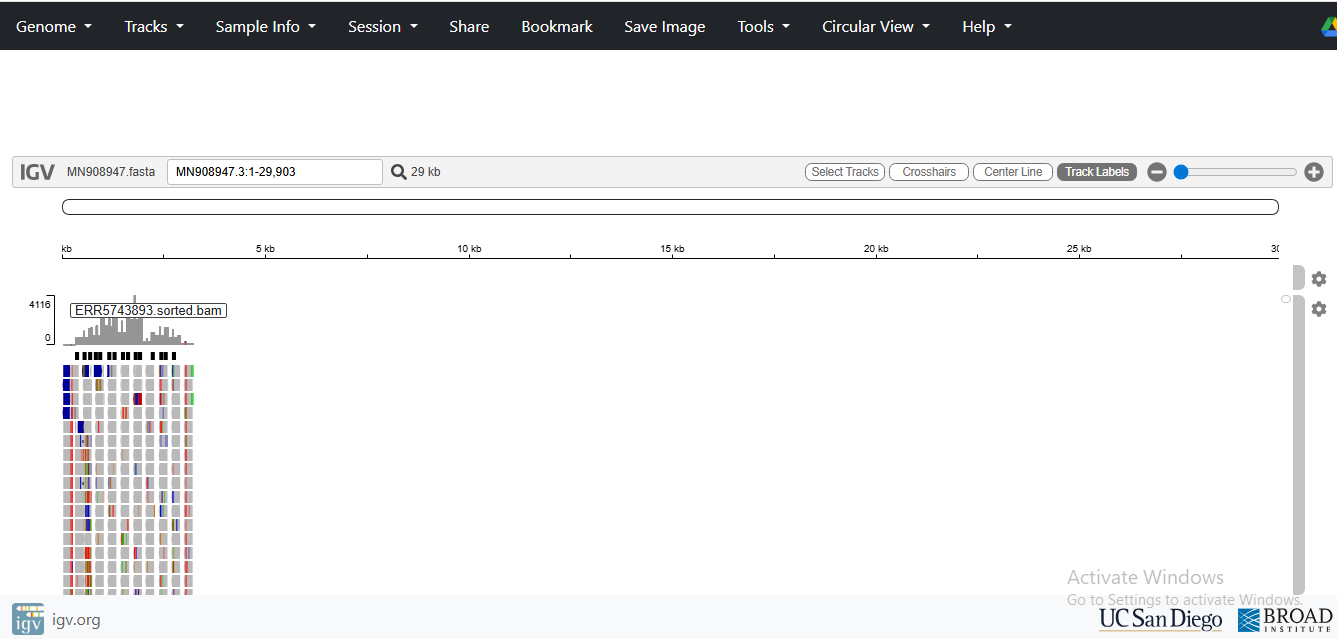 Genome Tracks Sample Info Session Share Bookmark Save Image Tools Circular View Help
IGV MN908947.fasta MN908947.3:1-29,903 29 kb Select Tracks Crosshairs Center Line Track Labels
kb 5 kb 10 kb 15 kb 20 kb 25 kb 30
4116
ERR5743893.sorted.bam
0
Activate Windows
Go to Settings to activate Windows.
igv igv.org UC San Diego BROAD
INSTITUTE